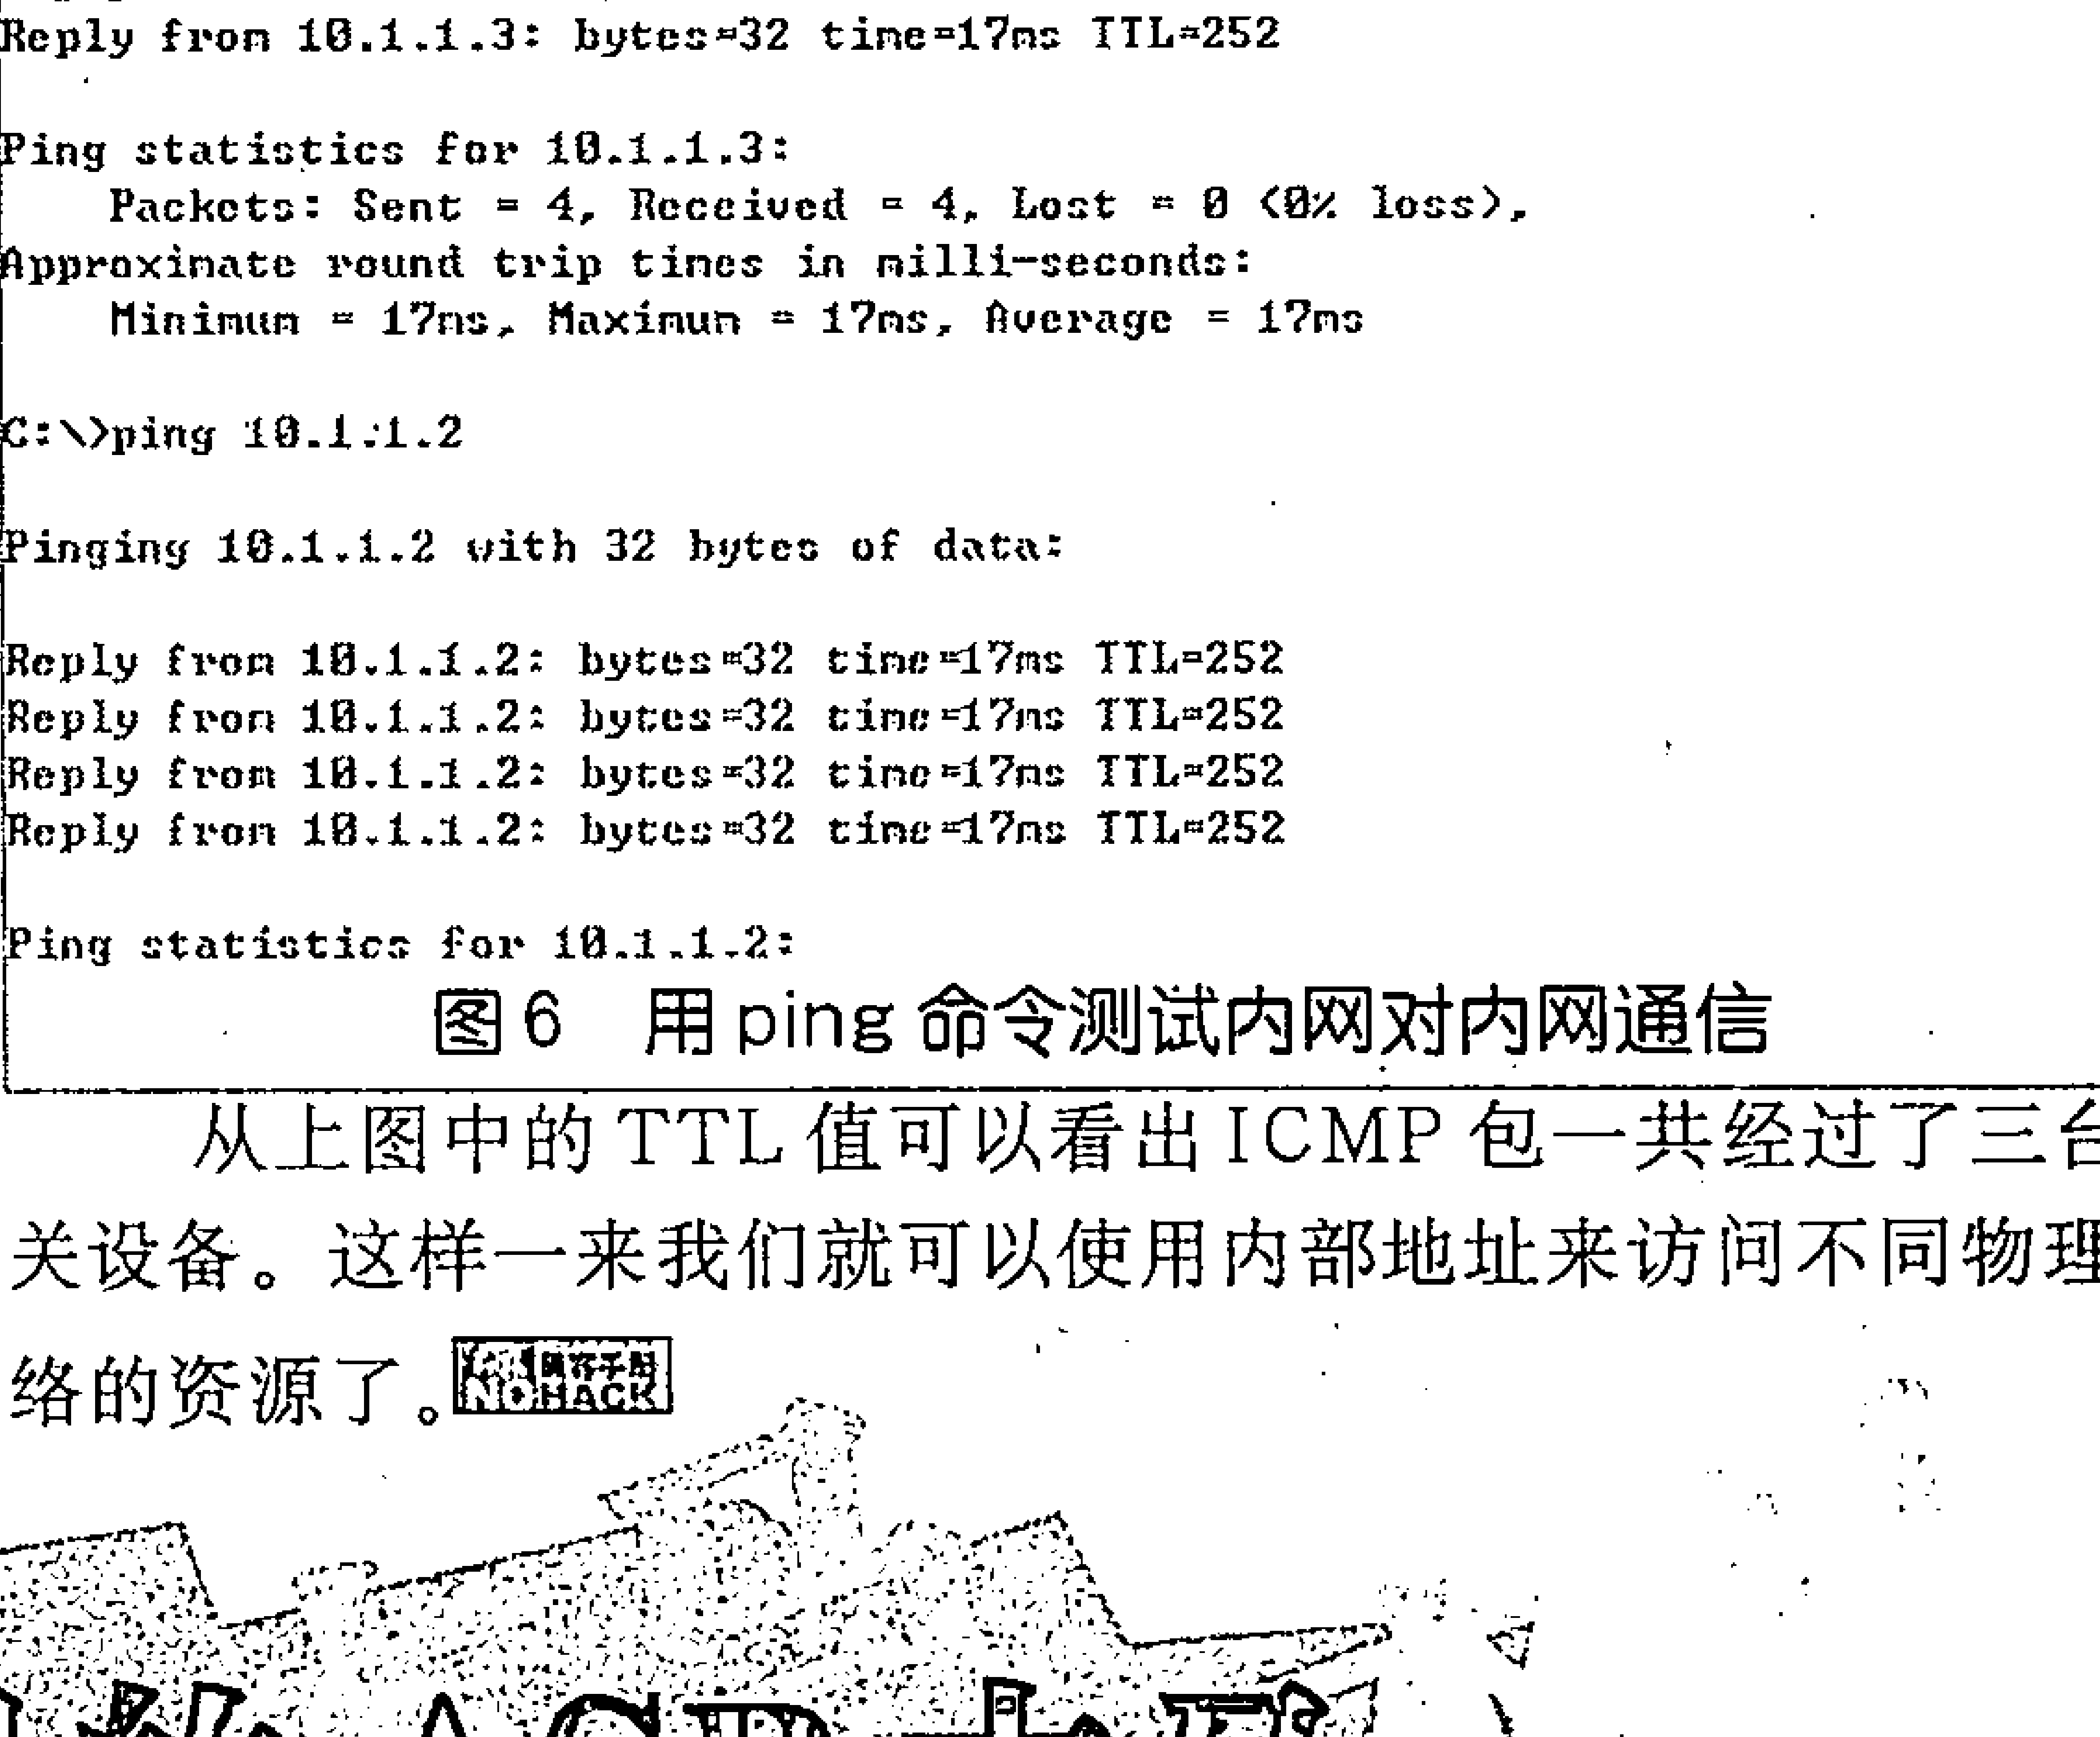 Reply from 10.1.1.3: bytes=32 time=17ms TTL=252
Ping statistics for 10.1.1.3:
Packets: Sent = 4, Received = 4, Lost = 0 (0% loss),
Approximate round trip times in milli-seconds:
Minimum = 17ms, Maximum = 17ms, Average = 17ms
C:\>ping 10.1.1.2
Pinging 10.1.1.2 with 32 bytes of data:
Reply from 10.1.1.2: bytes=32 time=17ms TTL=252
Reply from 10.1.1.2: bytes=32 time=17ms TTL=252
Reply from 10.1.1.2: bytes=32 time=17ms TTL=252
Reply from 10.1.1.2: bytes=32 time=17ms TTL=252
Ping statistics for 10.1.1.2:
图6 用ping命令测试内网对内网通信
从上图中的TTL值可以看出ICMP包一共经过了三台
关设备。这样一来我们就可以使用内部地址来访问不同物理
络的资源了。
NOHACK